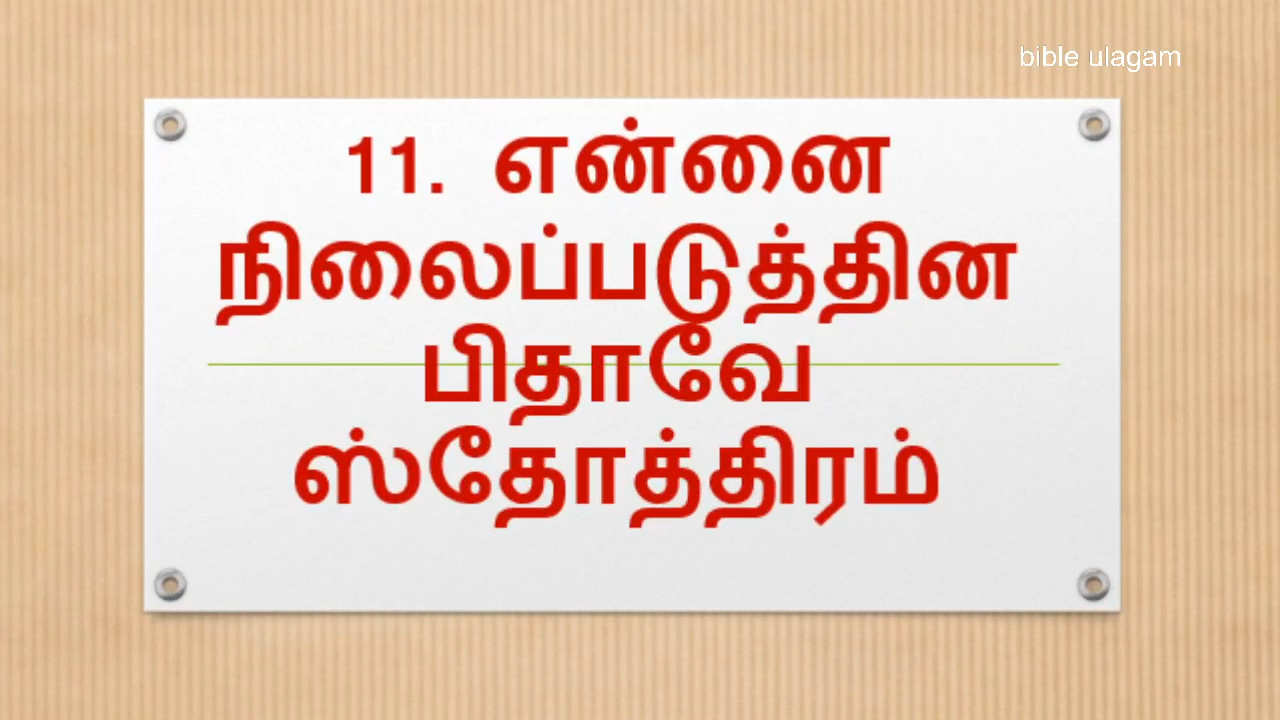 bible ulagam
11. என்னை
நிலைப்படுத்தின
பிதாவே
ஸ்தோத்திரம்